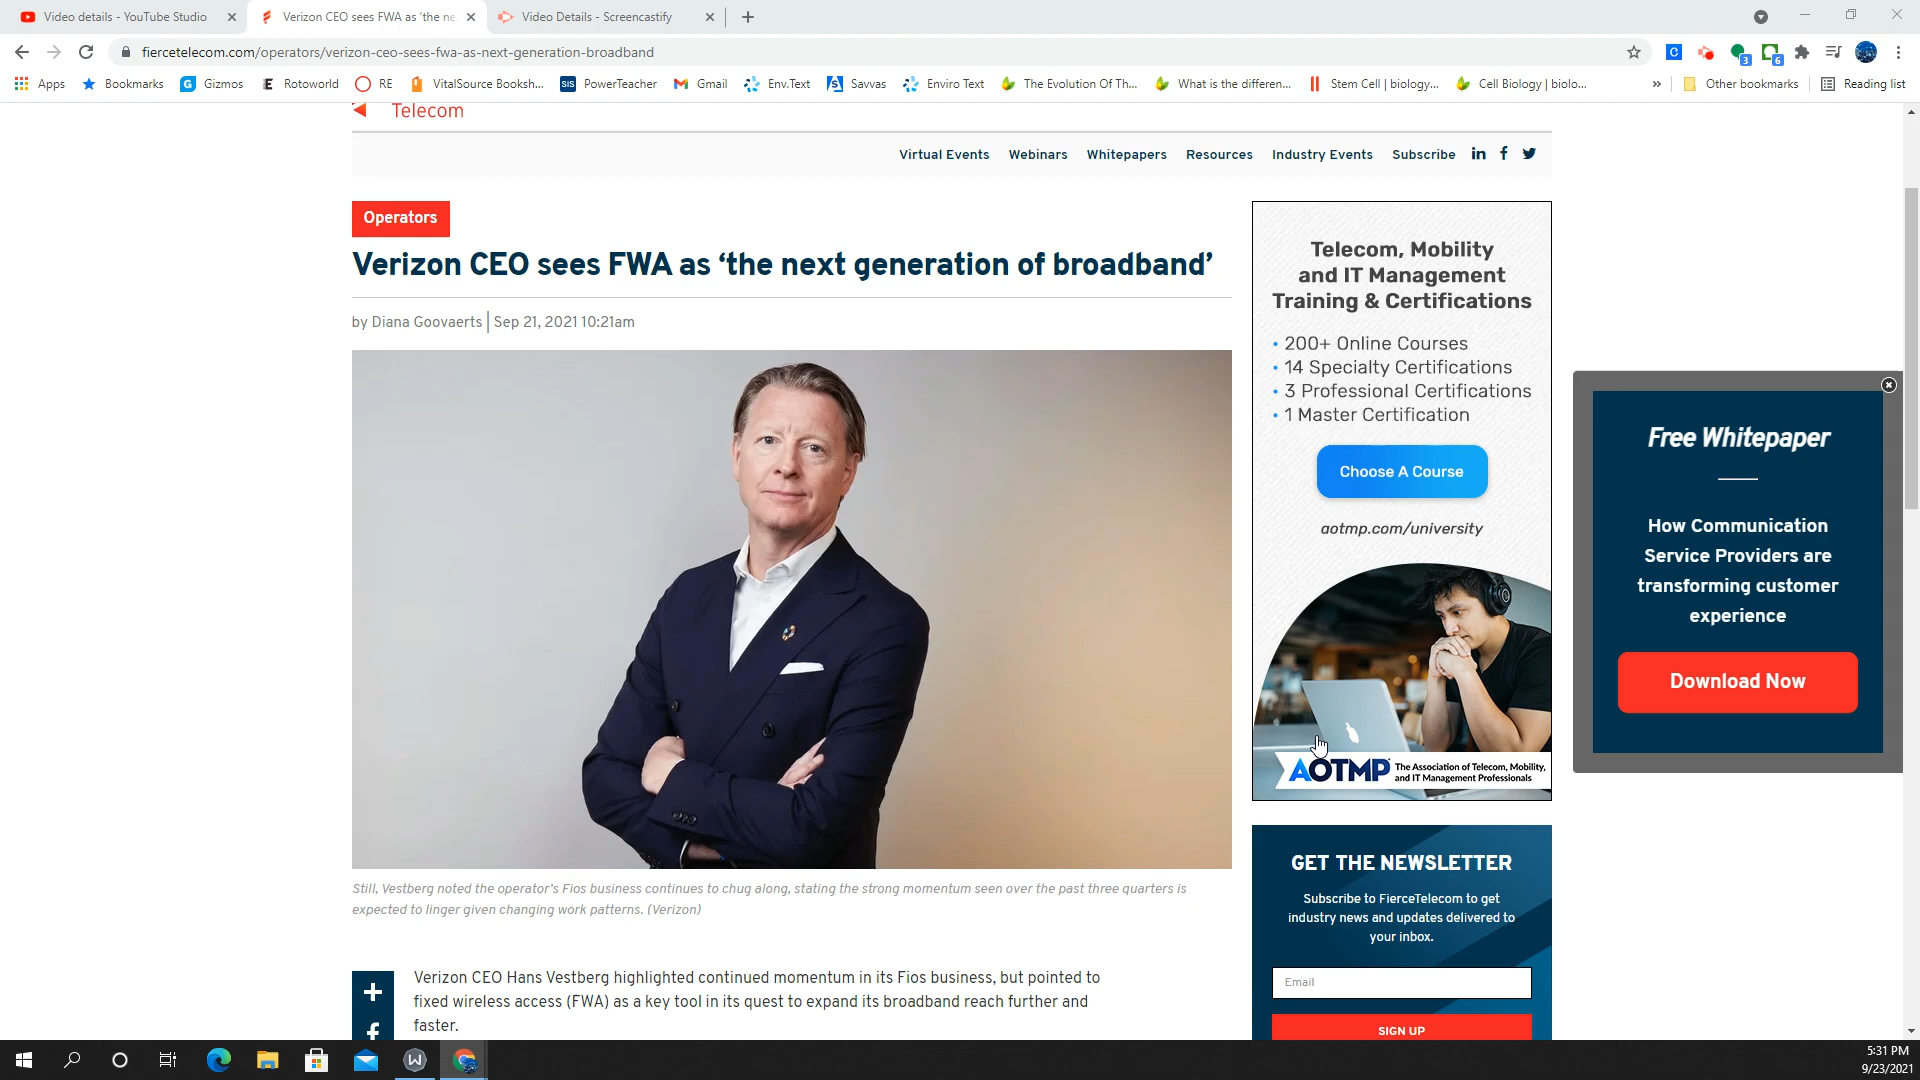 Video details - YouTube Studio
Verizon CEO sees FWA as 'the ne
Video Details - Screencastify
fiercetelecom.com/operators/verizon-ceo-sees-fwa-as-next-generation-broadband
3
6
Apps
Bookmarks
Gizmos
Rotoworld
RE
VitalSource Booksh...
SIS
PowerTeacher
Gmail
Env.Text
Savvas
Enviro Text
The Evolution Of Th...
What is the differen...
Stem Cell | biology...
Cell Biology | biolo...
»
Other bookmarks
Reading list
Telecom
Virtual Events
Webinars
Whitepapers
Resources
Industry Events
Subscribe
Operators
Verizon CEO sees FWA as ‘the next generation of broadband’
by Diana Goovaerts | Sep 21, 2021 10:21am
Still, Vestberg noted the operator's Fios business continues to chug along, stating the strong momentum seen over the past three quarters is
expected to linger given changing work patterns. (Verizon)
Verizon CEO Hans Vestberg highlighted continued momentum in its Fios business, but pointed to
fixed wireless access (FWA) as a key tool in its quest to expand its broadband reach further and
faster.
Telecom, Mobility
and IT Management
Training & Certifications
• 200+ Online Courses
• 14 Specialty Certifications
• 3 Professional Certifications
• 1 Master Certification
Choose A Course
aotmp.com/university
AOTMP
The Association of Telecom, Mobility,
and IT Management Professionals
GET THE NEWSLETTER
Subscribe to FierceTelecom to get
industry news and updates delivered to
your inbox.
Email
SIGN UP
Free Whitepaper
How Communication
Service Providers are
transforming customer
experience
Download Now
5:31 PM
9/23/2021